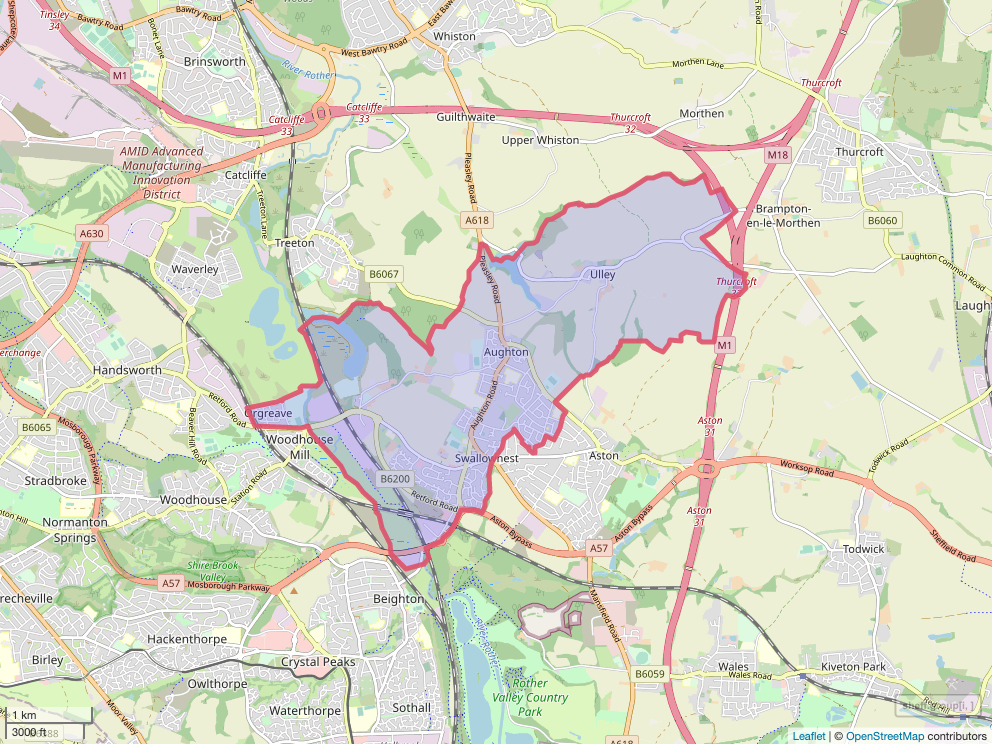 Tinsley
34
Bawtry Road
Bawtry Road
Bonet Lane
Brinsworth
East Baw
Whiston
West Bawtry Road
River Rother
M1
Morthen Lane
Thurcroft
Catcliffe
33
Catcliffe
33
Guilthwaite
Thurcroft
32
Morthen
Upper Whiston
M18
Thurcroft
AMID Advanced
Manufacturing
Innovation
District
Catcliffe
Pleasley Road
Treeton Lane
A618
Brampton-
en-le-Morthen
B6060
A630
Treeton
Waverley
B6067
Pleasley Road
Ulley
Laughton Common Road
Laugh
erchange
Aughton
M1
Handsworth
Retford Road
Beaver Hill Road
Orgreave
Aughton Road
B6065
Mosborough Parkway
Woodhouse
Mill
Swallownest
Aston
Aston
31
Worksop Road
Todwick Road
Stradbroke
Station Road
Woodhouse
B6200
Retford Road
Normanton
Springs
Aston
31
Aston Bypass
Aston Bypass
A57
Sheffield Road
Todwick
Shire Brook
Valley
A57
Mosborough Parkway
Beighton
Mansfield Road
recheville
Hackenthorpe
Birley
Crystal Peaks
Owlthorpe
Rother
Valley Country
Park
B6059
Wales
Wales Road
Kiveton Park
Red Hill
Moor Valley
Waterthorpe
Sothall
A618
1 km
3000 ft
Leaflet | © OpenStreetMap contributors